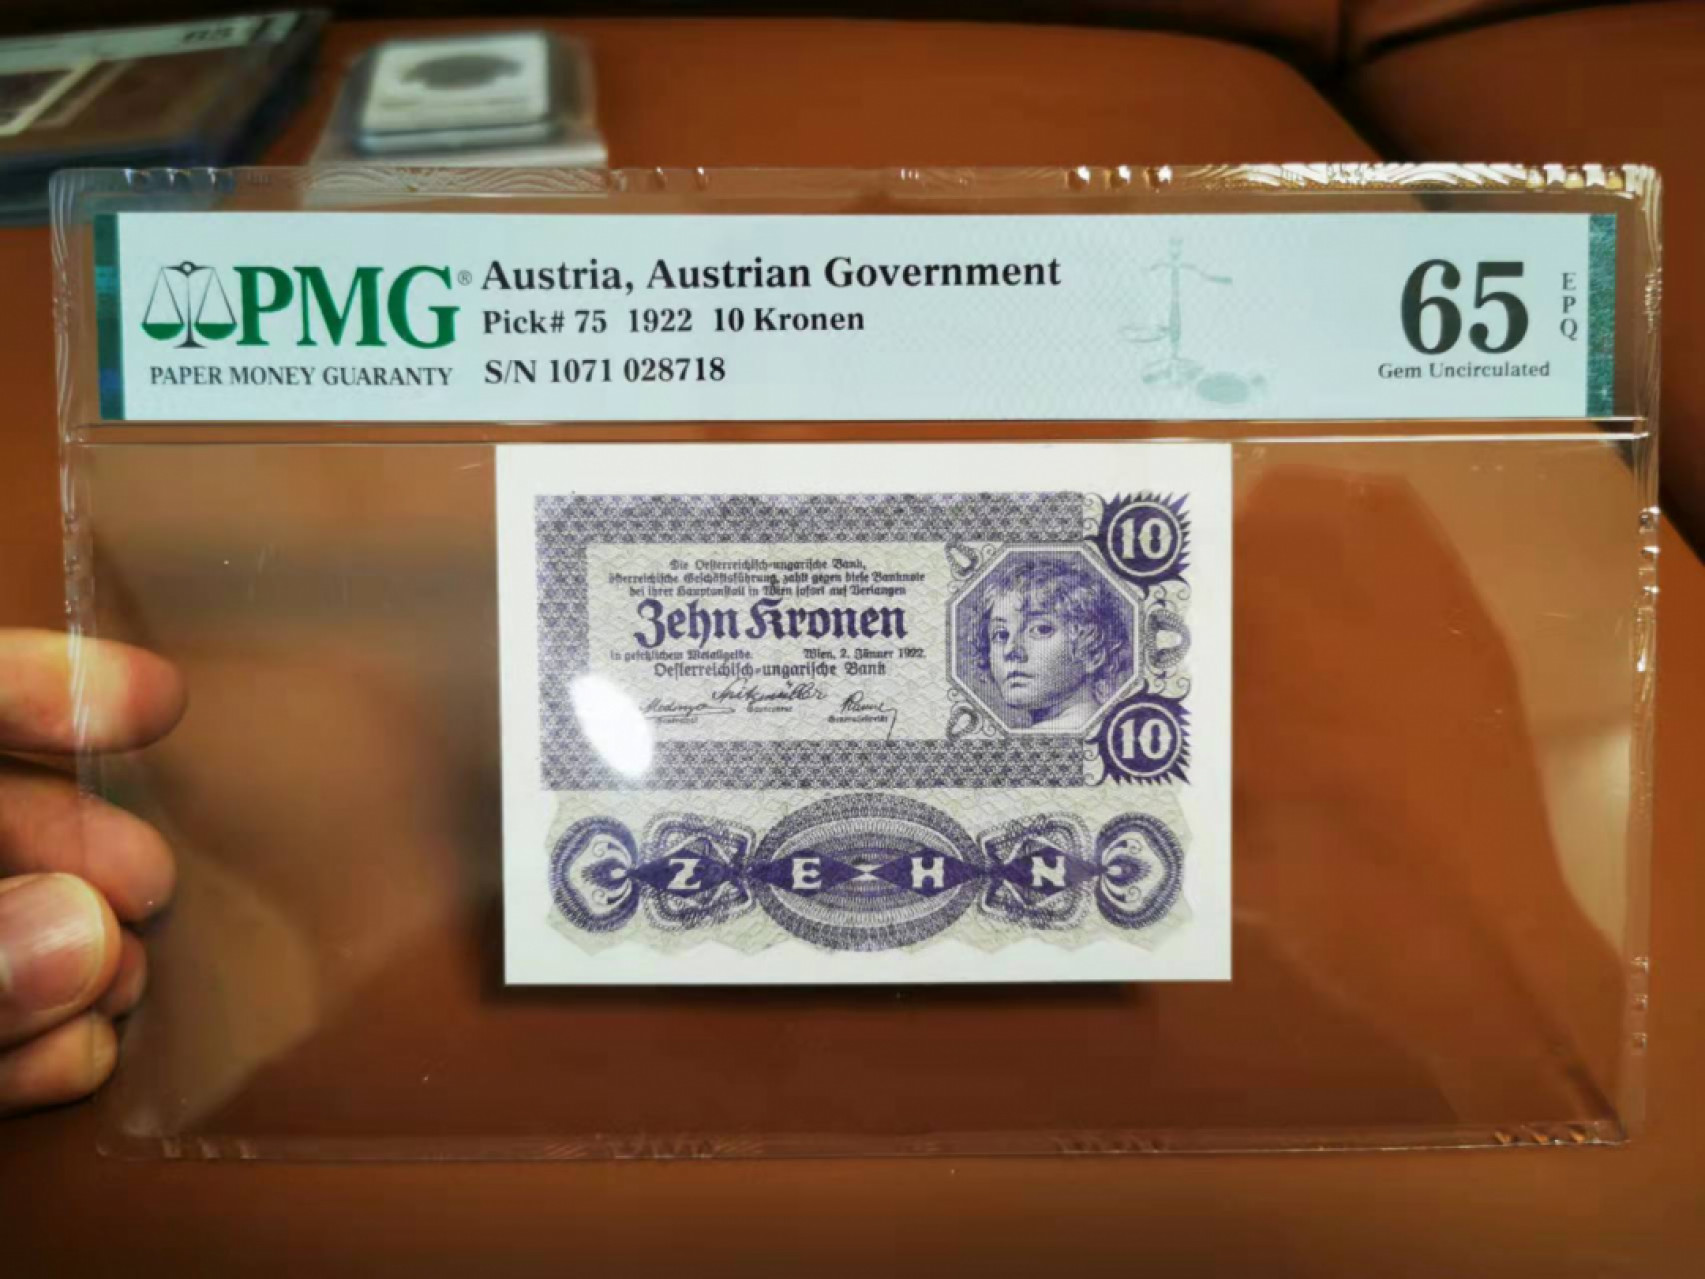 PMG®
PAPER MONEY GUARANTY
Austria, Austrian Government
Pick# 75 1922 10 Kronen
S/N 1071 028718
65
EPQ
Gem Uncirculated
10
Die Oesterreichisch-ungarische Bank,
österreichische Geschäftsführung, zahlt gegen diese Banknote
bei ihrer Hauptanstalt in Wien sofort auf Verlangen
Zehn Kronen
in gesetzlichem Metallgelde. Wien, 2. Jänner 1922.
Oesterreichisch-ungarische Bank
Spitzmüller
10
ZEHN